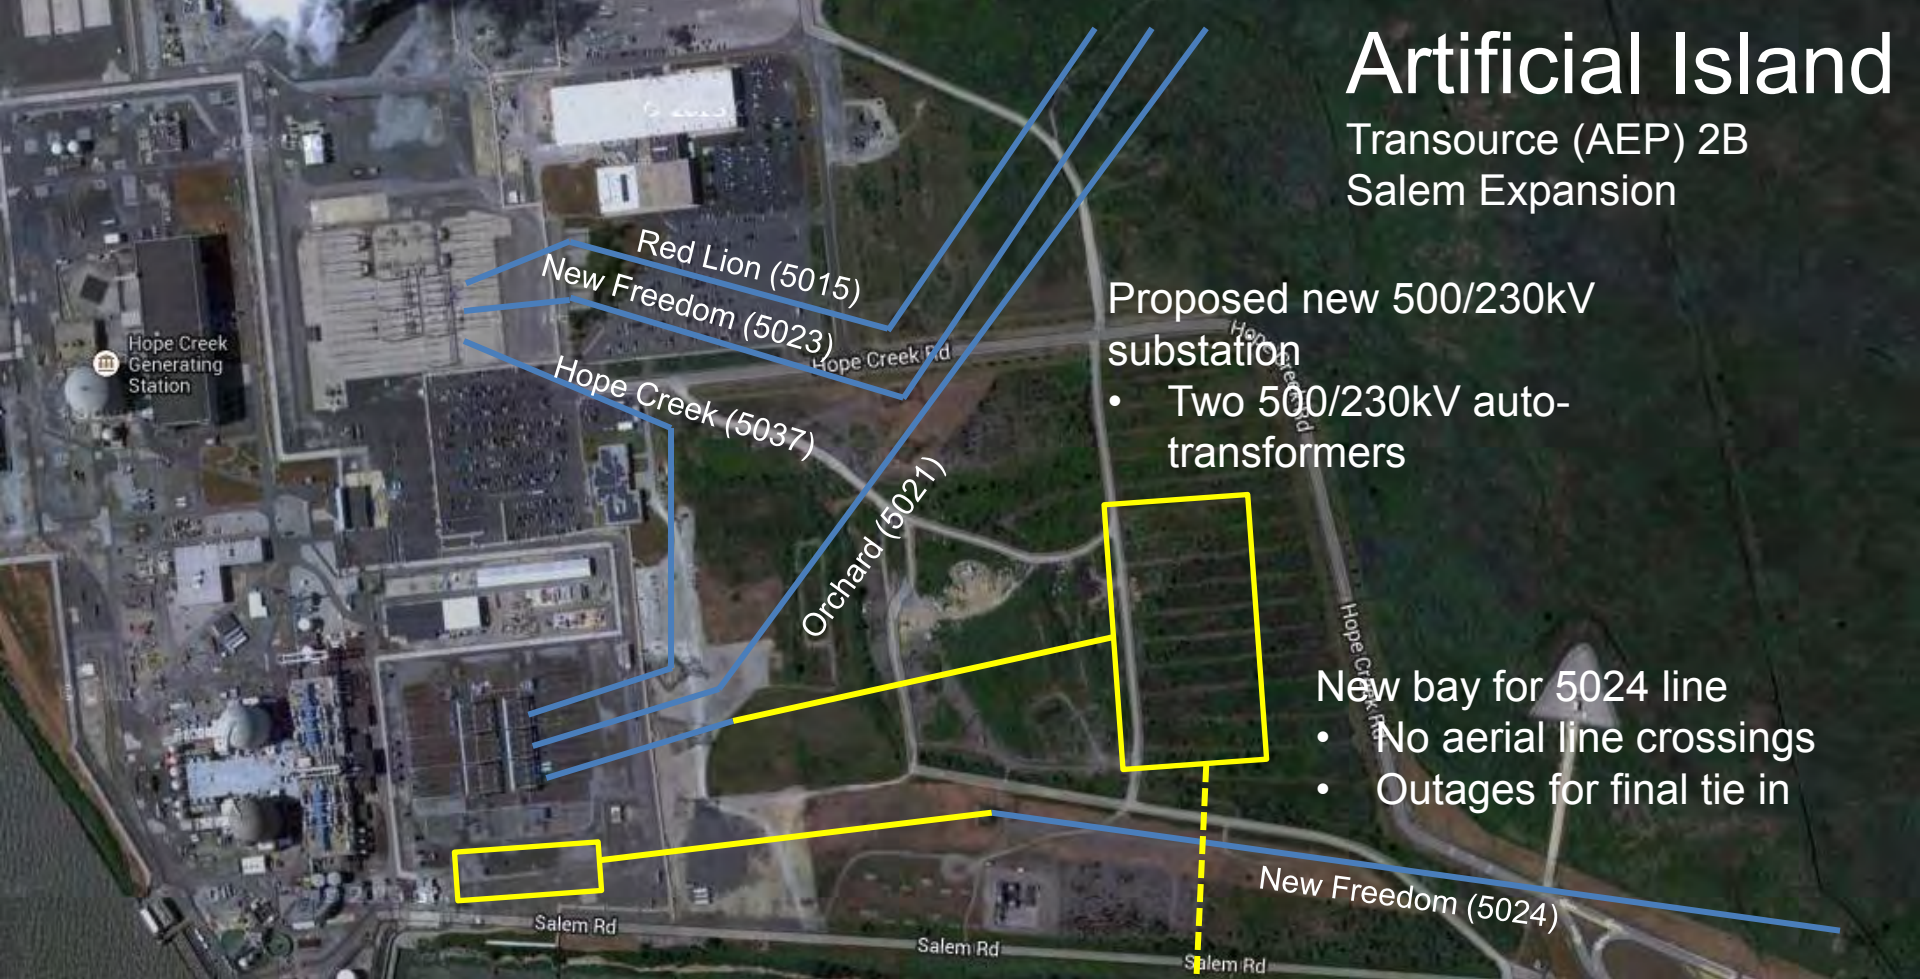 Artificial Island
Transource (AEP) 2B
Salem Expansion
Red Lion (5015)
New Freedom (5023)
Proposed new 500/230kV
substation
• Two 500/230kV auto-
transformers
Hope Creek Rd
Hope Creek Rd
Hope Creek
Generating
Station
Hope Creek (5037)
Orchard (5021)
Hope Creek Rd
New bay for 5024 line
• No aerial line crossings
• Outages for final tie in
New Freedom (5024)
Salem Rd
Salem Rd
Salem Rd